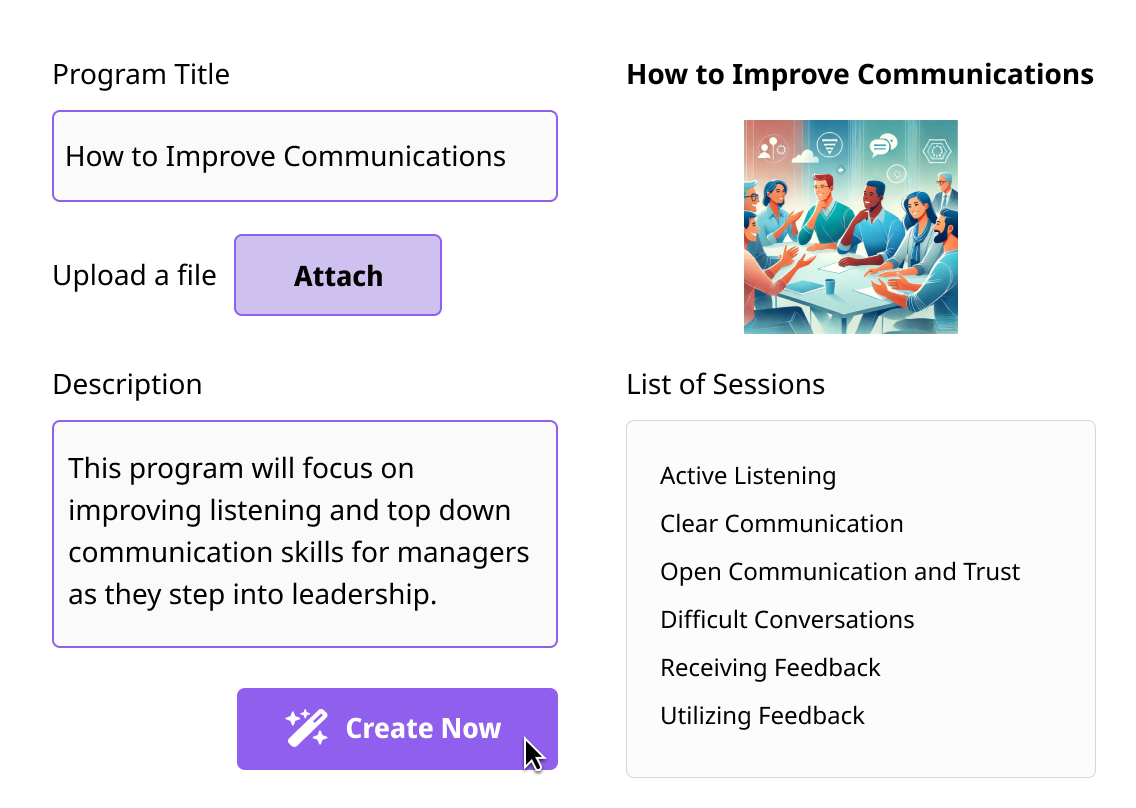 Program Title
How to Improve Communications
Upload a file
Attach
Description
This program will focus on
improving listening and top down
communication skills for managers
as they step into leadership.
Create Now
How to Improve Communications
List of Sessions
Active Listening
Clear Communication
Open Communication and Trust
Difficult Conversations
Receiving Feedback
Utilizing Feedback